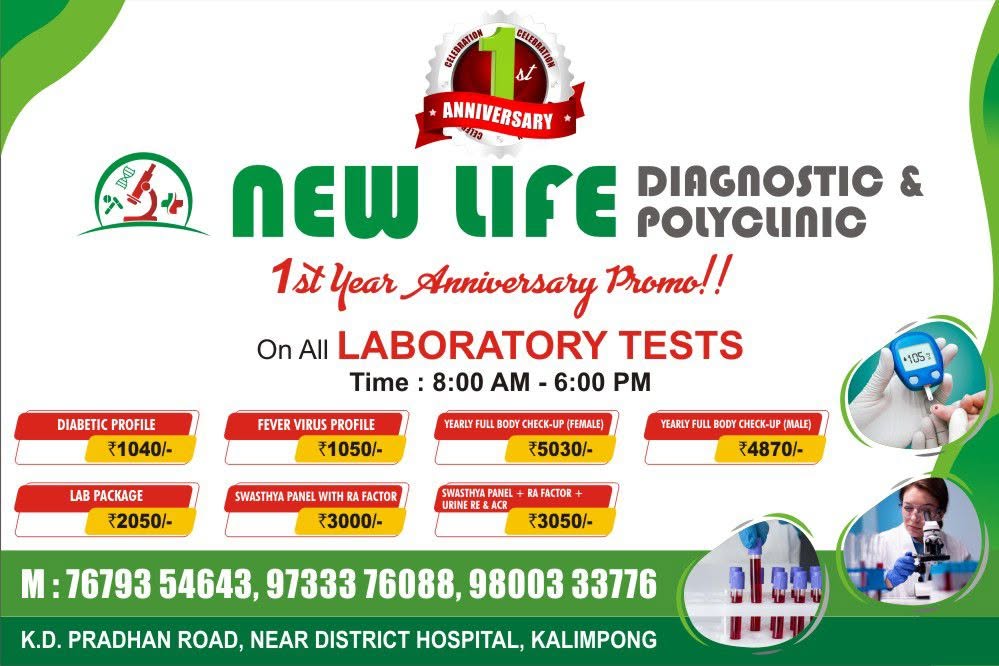 CELEBRATION CELEBRATION
1st
ANNIVERSARY
NEW LIFE DIAGNOSTIC &
POLYCLINIC
1st Year Anniversary Promo!!
On All LABORATORY TESTS
Time : 8:00 AM - 6:00 PM
DIABETIC PROFILE
₹1040/-
FEVER VIRUS PROFILE
₹1050/-
YEARLY FULL BODY CHECK-UP (FEMALE)
₹5030/-
YEARLY FULL BODY CHECK-UP (MALE)
₹4870/-
LAB PACKAGE
₹2050/-
SWASTHYA PANEL WITH RA FACTOR
₹3000/-
SWASTHYA PANEL + RA FACTOR +
URINE RE & ACR
₹3050/-
105
M : 76793 54643, 97333 76088, 98003 33776
K.D. PRADHAN ROAD, NEAR DISTRICT HOSPITAL, KALIMPONG